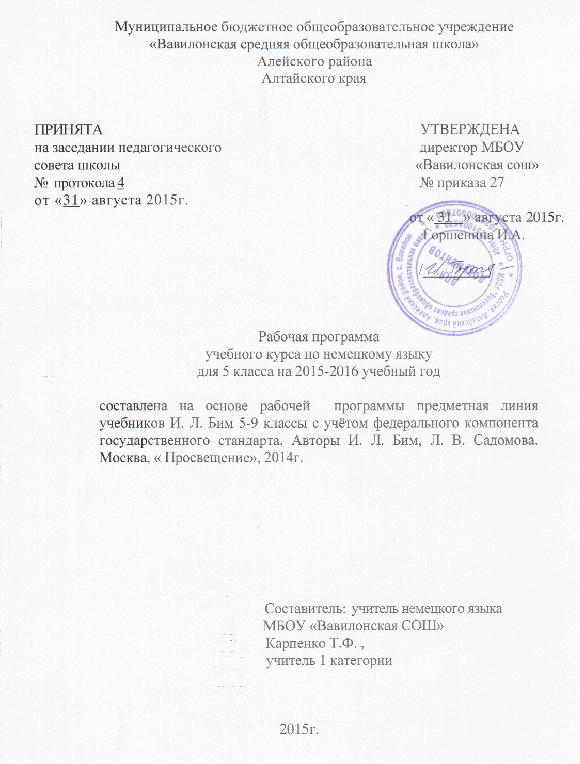 Муниципальное бюджетное общеобразовательное учреждение
«Вавилонская средняя общеобразовательная школа»
Алейского района
Алтайского края
ПРИНЯТА
на заседании педагогического
совета школы
№ протокола 4
от «31» августа 2015г.
УТВЕРЖДЕНА
директор МБОУ
«Вавилонская сош»
№ приказа 27
от «31» августа 2015г.
Горшенина И.А.
Рабочая программа
учебного курса по немецкому языку
для 5 класса на 2015-2016 учебный год
составлена на основе рабочей программы предметная линия
учебников И. Л. Бим 5-9 классы с учётом федерального компонента
государственного стандарта. Авторы И. Л. Бим, Л. В. Садомова.
Москва, « Просвещение», 2014г.
Составитель: учитель немецкого языка
МБОУ «Вавилонская СОШ»
Карпенко Т.Ф. ,
учитель 1 категории
2015г.